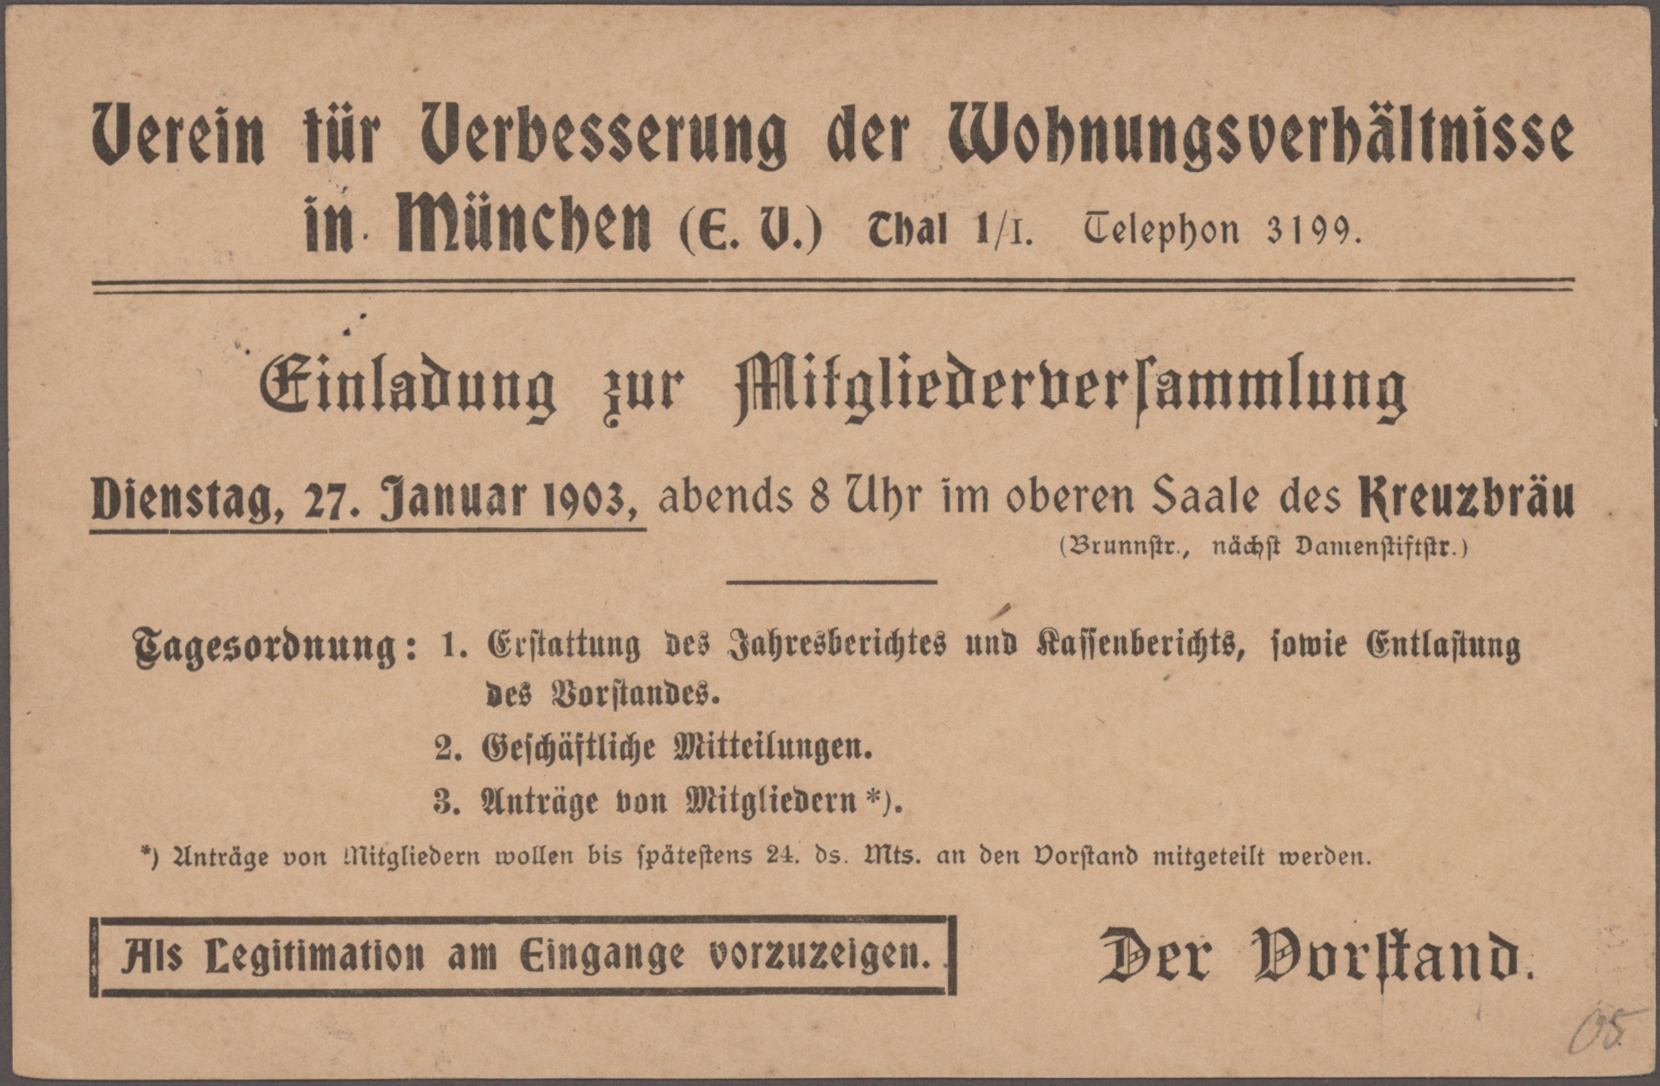 Verein für Verbesserung der Wohnungsverhältnisse
in München (E. V.) Thal 1/I. Telephon 3199.
Einladung zur Mitgliederversammlung
Dienstag, 27. Januar 1903, abends 8 Uhr im oberen Saale des Kreuzbräu
(Brunnstr., nächst Damenstiftstr.)
Tagesordnung: 1. Erstattung des Jahresberichtes und Kassenberichts, sowie Entlastung
des Vorstandes.
2. Geschäftliche Mitteilungen.
3. Anträge von Mitgliedern *).
*) Anträge von Mitgliedern wollen bis spätestens 24. ds. Mts. an den Vorstand mitgeteilt werden.
Als Legitimation am Eingange vorzuzeigen.
Der Vorstand.